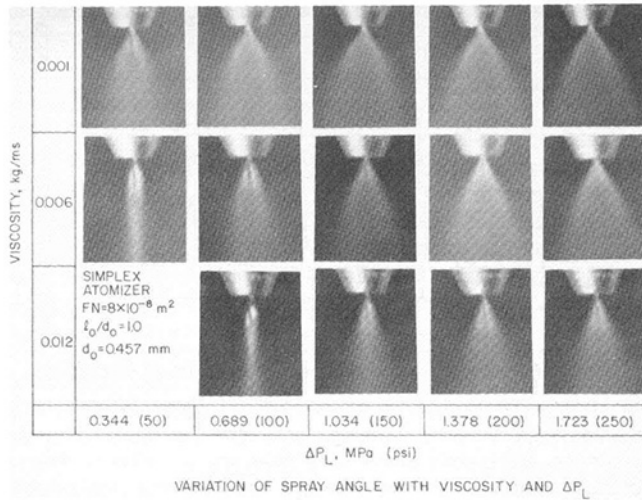 VISCOSITY, kg/ms
0.001
0.006
0.012
SIMPLEX
ATOMIZER
FN=8×10⁻⁸ m²
ℓ₀/d₀=1.0
d₀=0.457 mm
0.344 (50)
0.689 (100)
1.034 (150)
1.378 (200)
1.723 (250)
ΔP_L, MPa (psi)
VARIATION OF SPRAY ANGLE WITH VISCOSITY AND ΔP_L